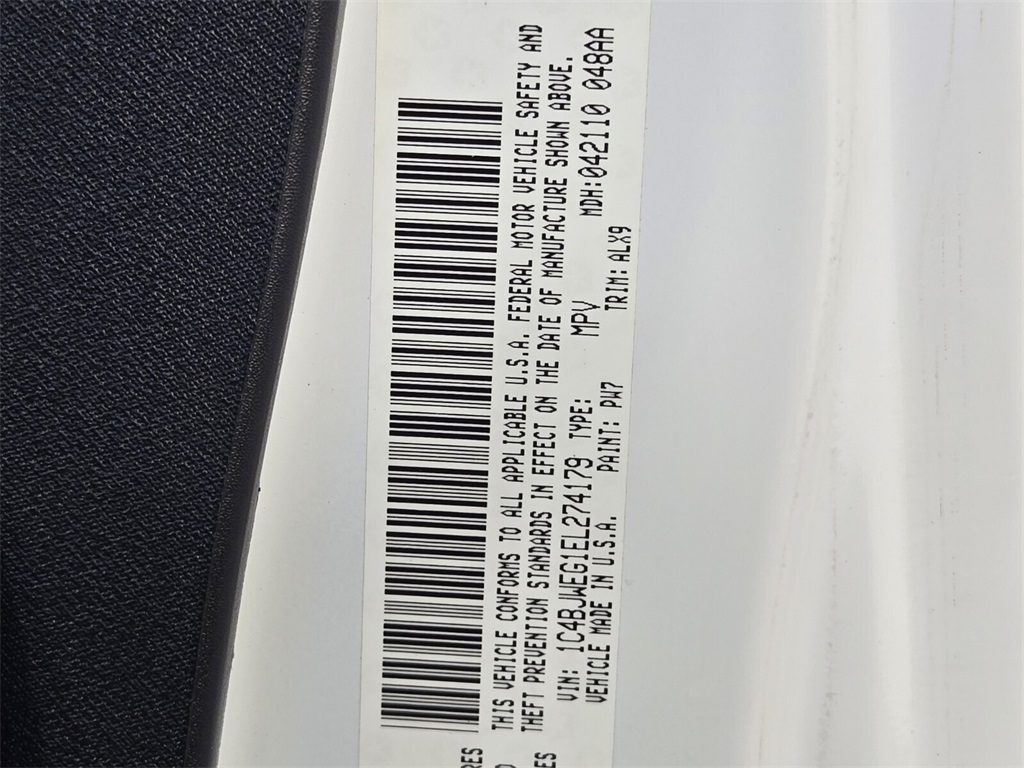 THIS VEHICLE CONFORMS TO ALL APPLICABLE U.S.A. FEDERAL MOTOR VEHICLE SAFETY AND
THEFT PREVENTION STANDARDS IN EFFECT ON THE DATE OF MANUFACTURE SHOWN ABOVE.
VIN: 1C4BJWEG1EL274179 TYPE: MPV MDH:042110 048AA
VEHICLE MADE IN U.S.A. PAINT: PW7 TRIM: ALX9